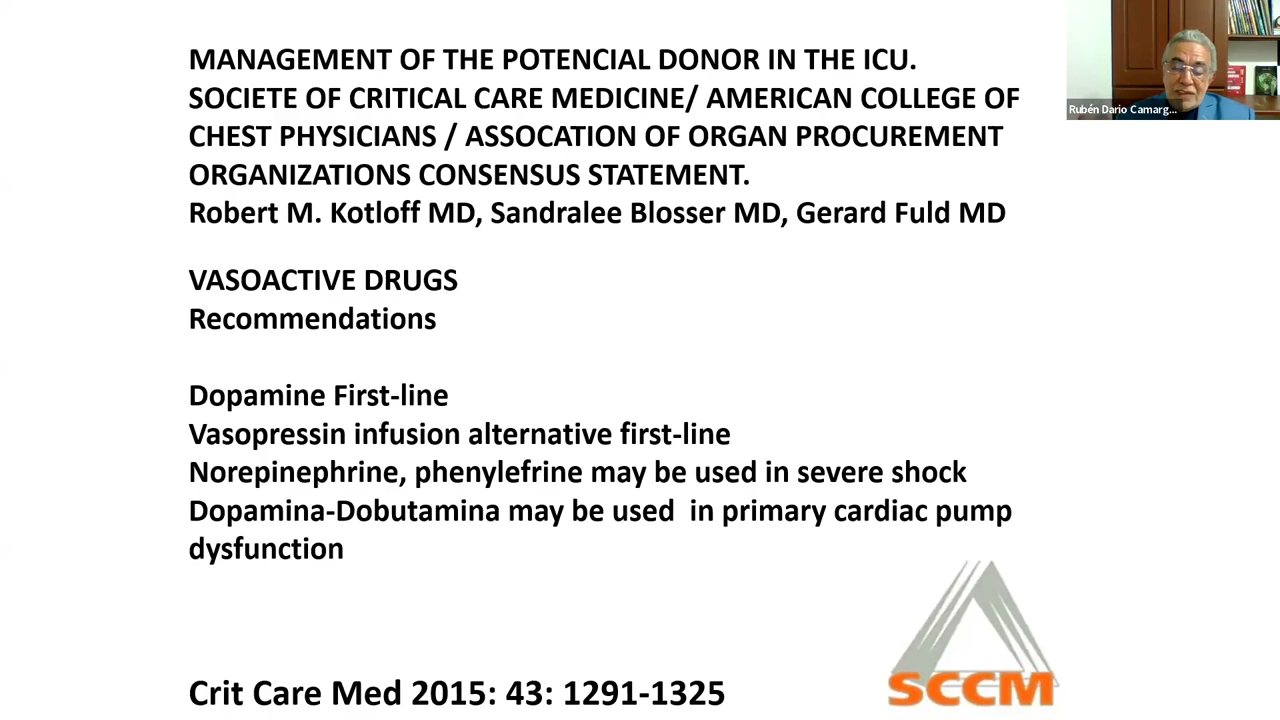 MANAGEMENT OF THE POTENCIAL DONOR IN THE ICU.
SOCIETE OF CRITICAL CARE MEDICINE/ AMERICAN COLLEGE OF
CHEST PHYSICIANS / ASSOCATION OF ORGAN PROCUREMENT
ORGANIZATIONS CONSENSUS STATEMENT.
Robert M. Kotloff MD, Sandralee Blosser MD, Gerard Fuld MD
VASOACTIVE DRUGS
Recommendations
Dopamine First-line
Vasopressin infusion alternative first-line
Norepinephrine, phenylefrine may be used in severe shock
Dopamina-Dobutamina may be used in primary cardiac pump
dysfunction
Crit Care Med 2015: 43: 1291-1325
SCCM
Rubén Dario Camarg...